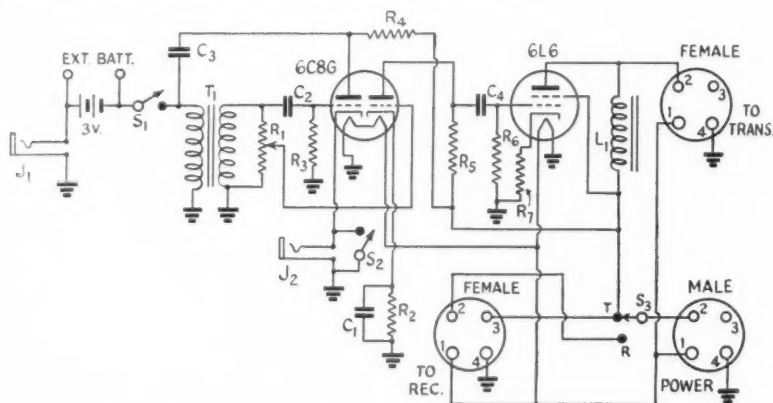 R4
6C8G
6L6
FEMALE
EXT. BATT.
C3
2
3
T1
C2
C4
1
4
TO
TRANS.
3V.
S1
R1
R3
R5
R6
L1
R7
J1
J2
S2
FEMALE
T
S3
MALE
2
3
2
3
C1
R2
R
1
4
1
4
TO
REC.
POWER